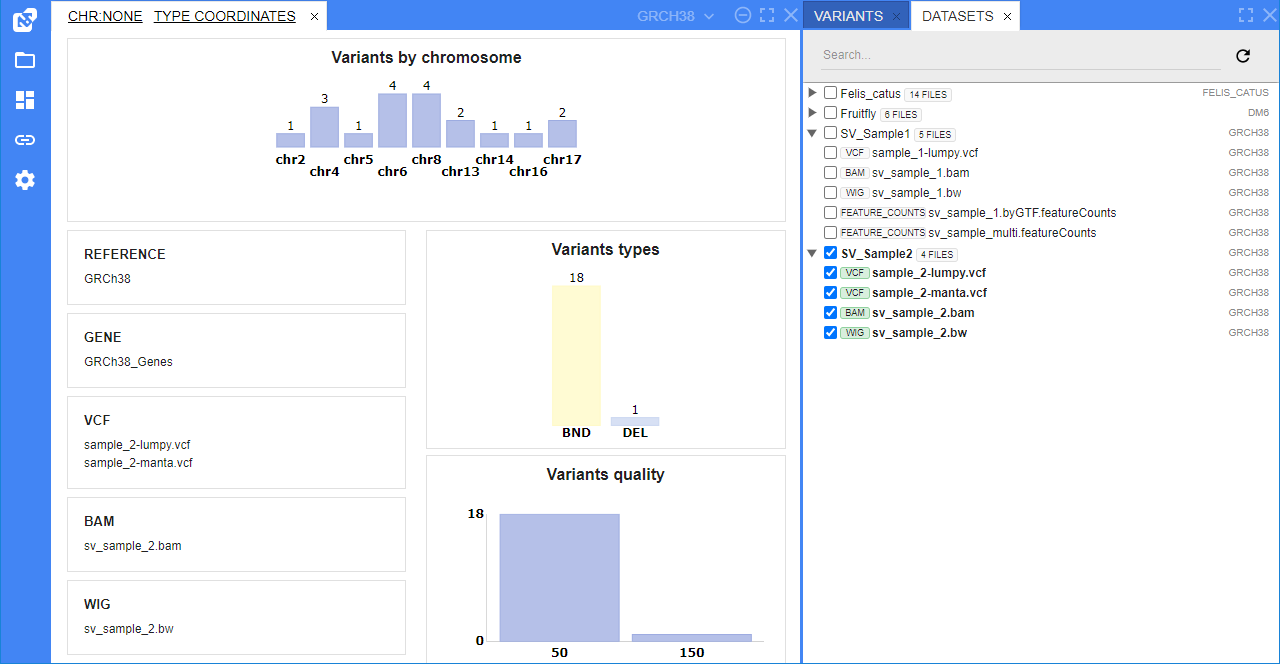 CHR:NONE TYPE COORDINATES × GRCH38
Variants by chromosome
1 3 1 4 4 2 1 1 2
chr2 chr4 chr5 chr6 chr8 chr13 chr14 chr16 chr17
REFERENCE
GRCh38
GENE
GRCh38_Genes
VCF
sample_2-lumpy.vcf
sample_2-manta.vcf
BAM
sv_sample_2.bam
WIG
sv_sample_2.bw
Variants types
18
1
BND DEL
Variants quality
18
0
50 150
VARIANTS × DATASETS ×
Search...
Felis_catus 14 FILES FELIS_CATUS
Fruitfly 6 FILES DM6
SV_Sample1 5 FILES GRCH38
VCF sample_1-lumpy.vcf GRCH38
BAM sv_sample_1.bam GRCH38
WIG sv_sample_1.bw GRCH38
FEATURE_COUNTS sv_sample_1.byGTF.featureCounts GRCH38
FEATURE_COUNTS sv_sample_multi.featureCounts GRCH38
SV_Sample2 4 FILES GRCH38
VCF sample_2-lumpy.vcf GRCH38
VCF sample_2-manta.vcf GRCH38
BAM sv_sample_2.bam GRCH38
WIG sv_sample_2.bw GRCH38